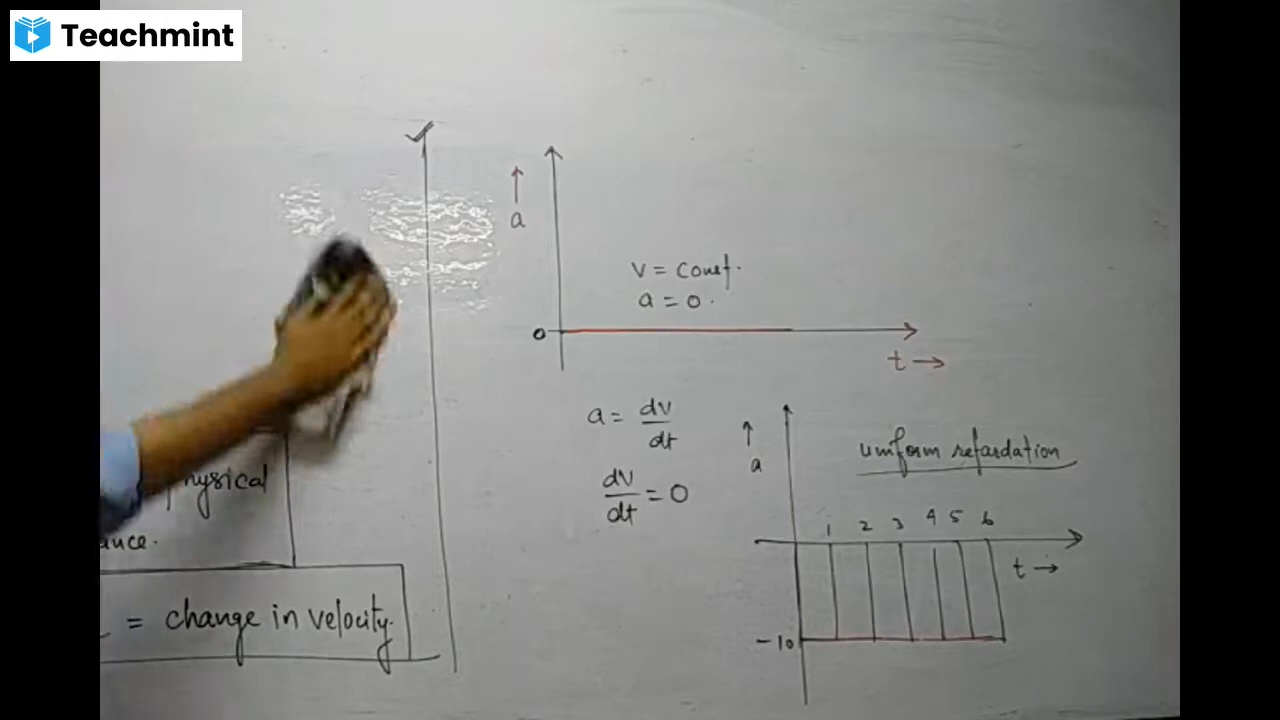 Teachmint
physical
ance.
= change in velocity.
a
v = const.
a = 0.
0
t →
a = dv/dt
dv/dt = 0
a
uniform retardation
1 2 3 4 5 6
t →
-10